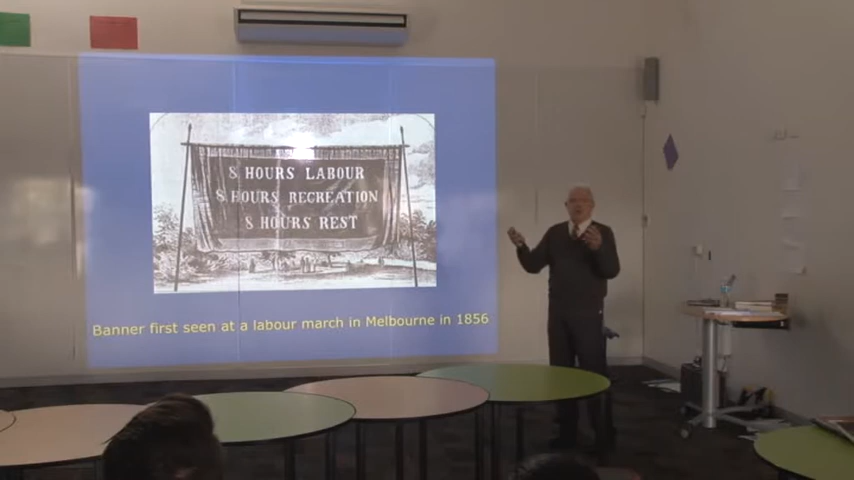 8 HOURS LABOUR
8 HOURS RECREATION
8 HOURS REST
Banner first seen at a labour march in Melbourne in 1856